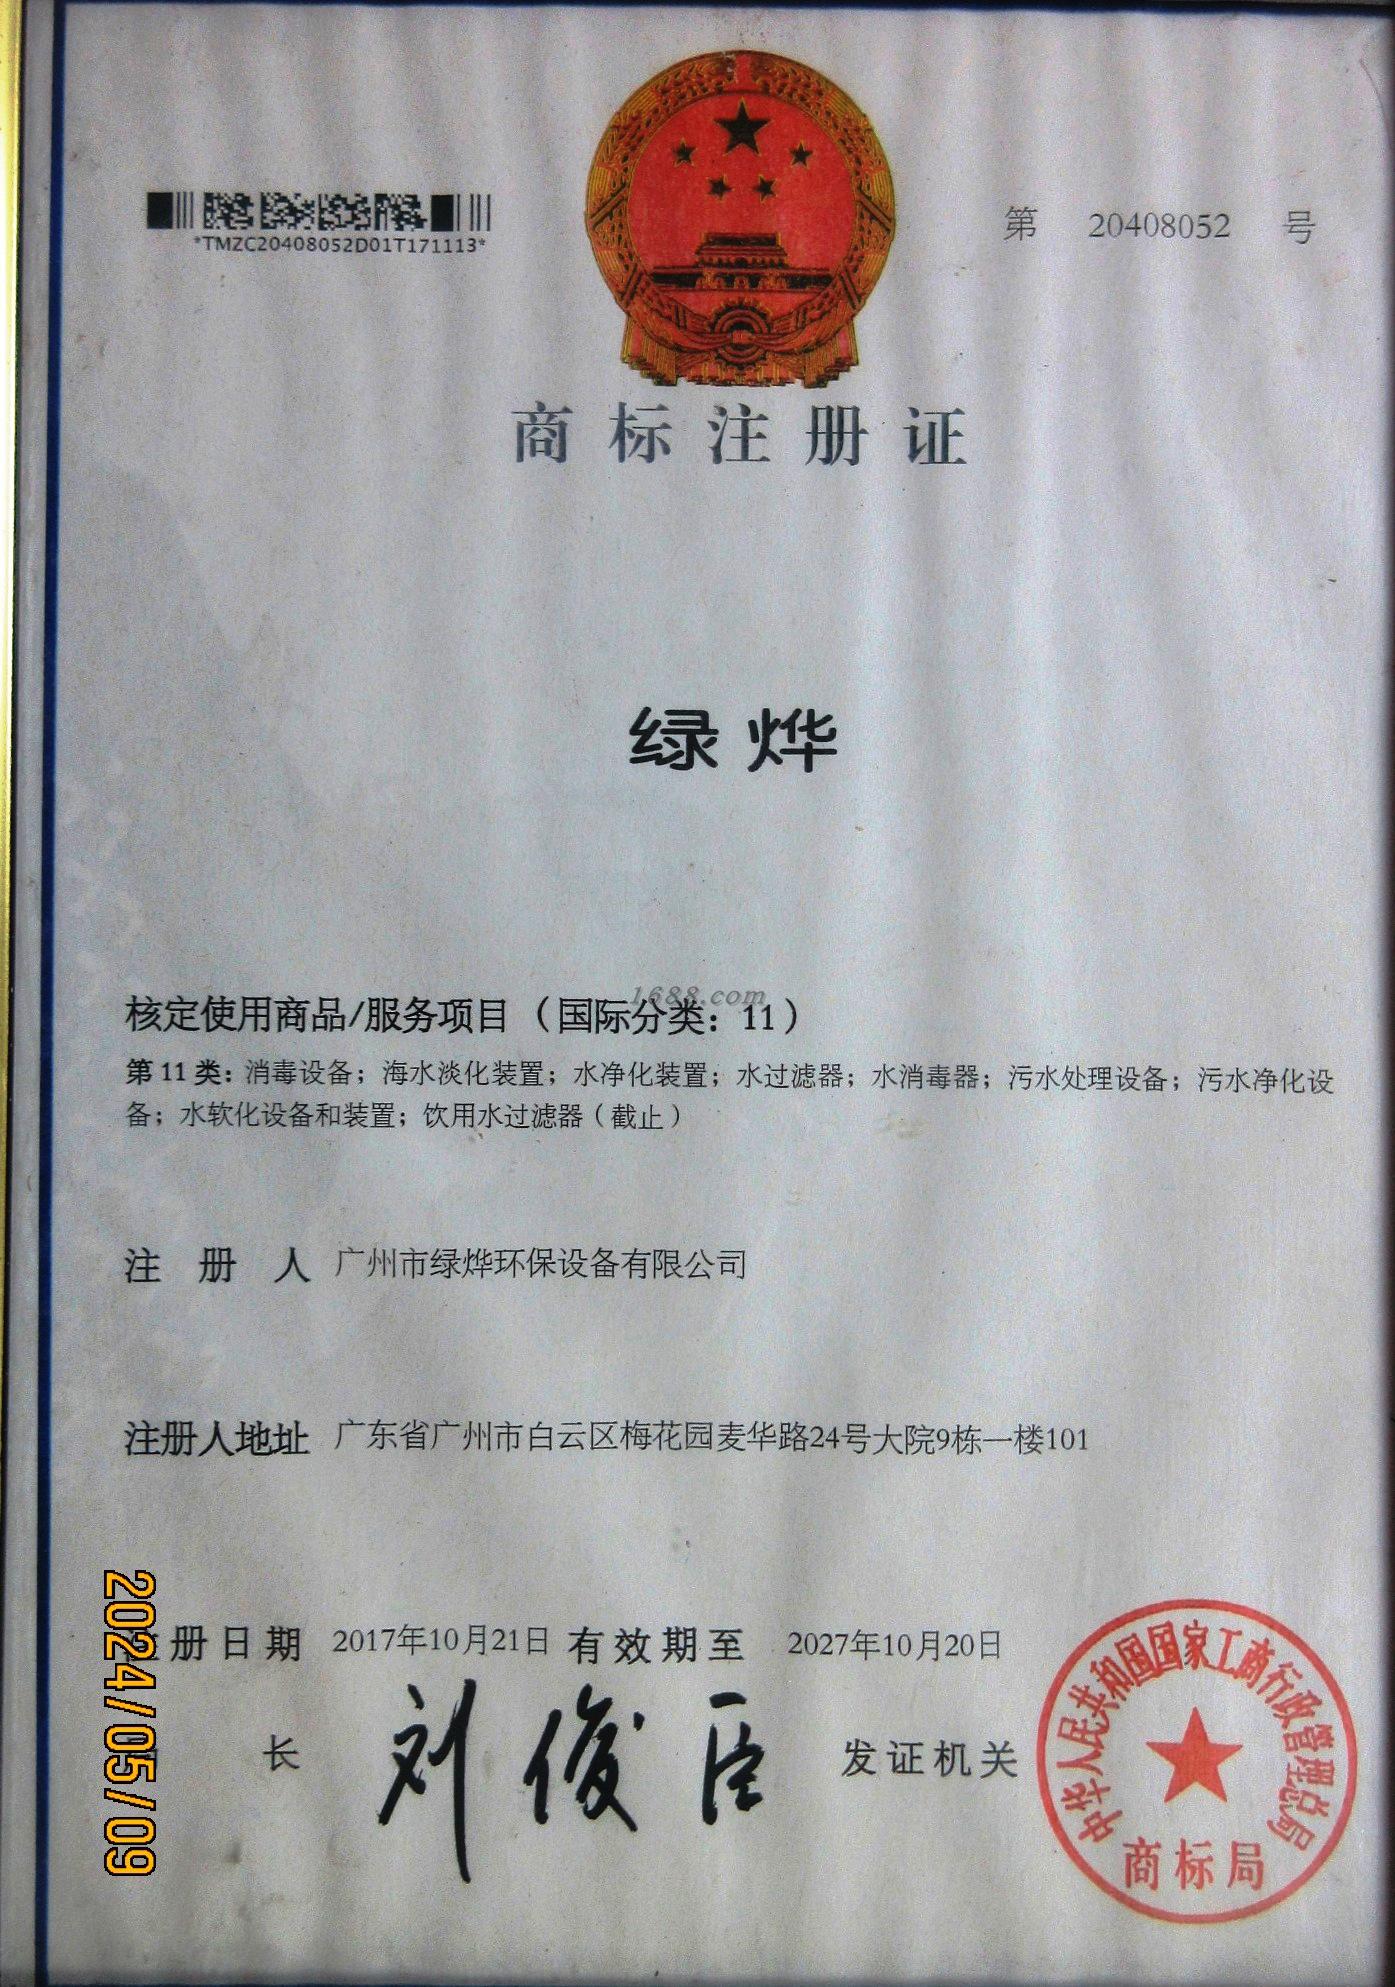 *TMZC20408052D01T171113*
第 20408052 号
商标注册证
绿烨
1688.com
核定使用商品/服务项目（国际分类：11）
第11类：消毒设备；海水淡化装置；水净化装置；水过滤器；水消毒器；污水处理设备；污水净化设
备；水软化设备和装置；饮用水过滤器（截止）
注册人 广州市绿烨环保设备有限公司
注册人地址 广东省广州市白云区梅花园麦华路24号大院9栋一楼101
注册日期 2017年10月21日 有效期至 2027年10月20日
长 刘俊臣 发证机关
中华人民共和国国家工商行政管理总局
商标局
2024/05/09